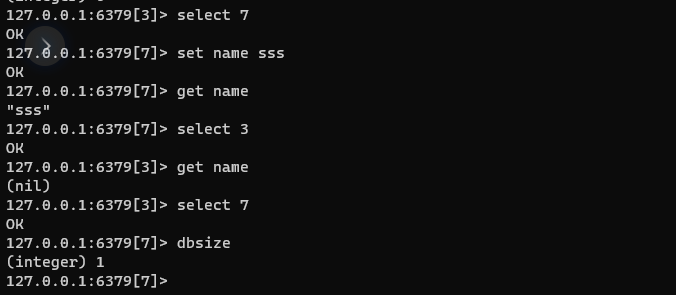 127.0.0.1:6379[3]> select 7
OK
127.0.0.1:6379[7]> set name sss
OK
127.0.0.1:6379[7]> get name
"sss"
127.0.0.1:6379[7]> select 3
OK
127.0.0.1:6379[3]> get name
(nil)
127.0.0.1:6379[3]> select 7
OK
127.0.0.1:6379[7]> dbsize
(integer) 1
127.0.0.1:6379[7]>